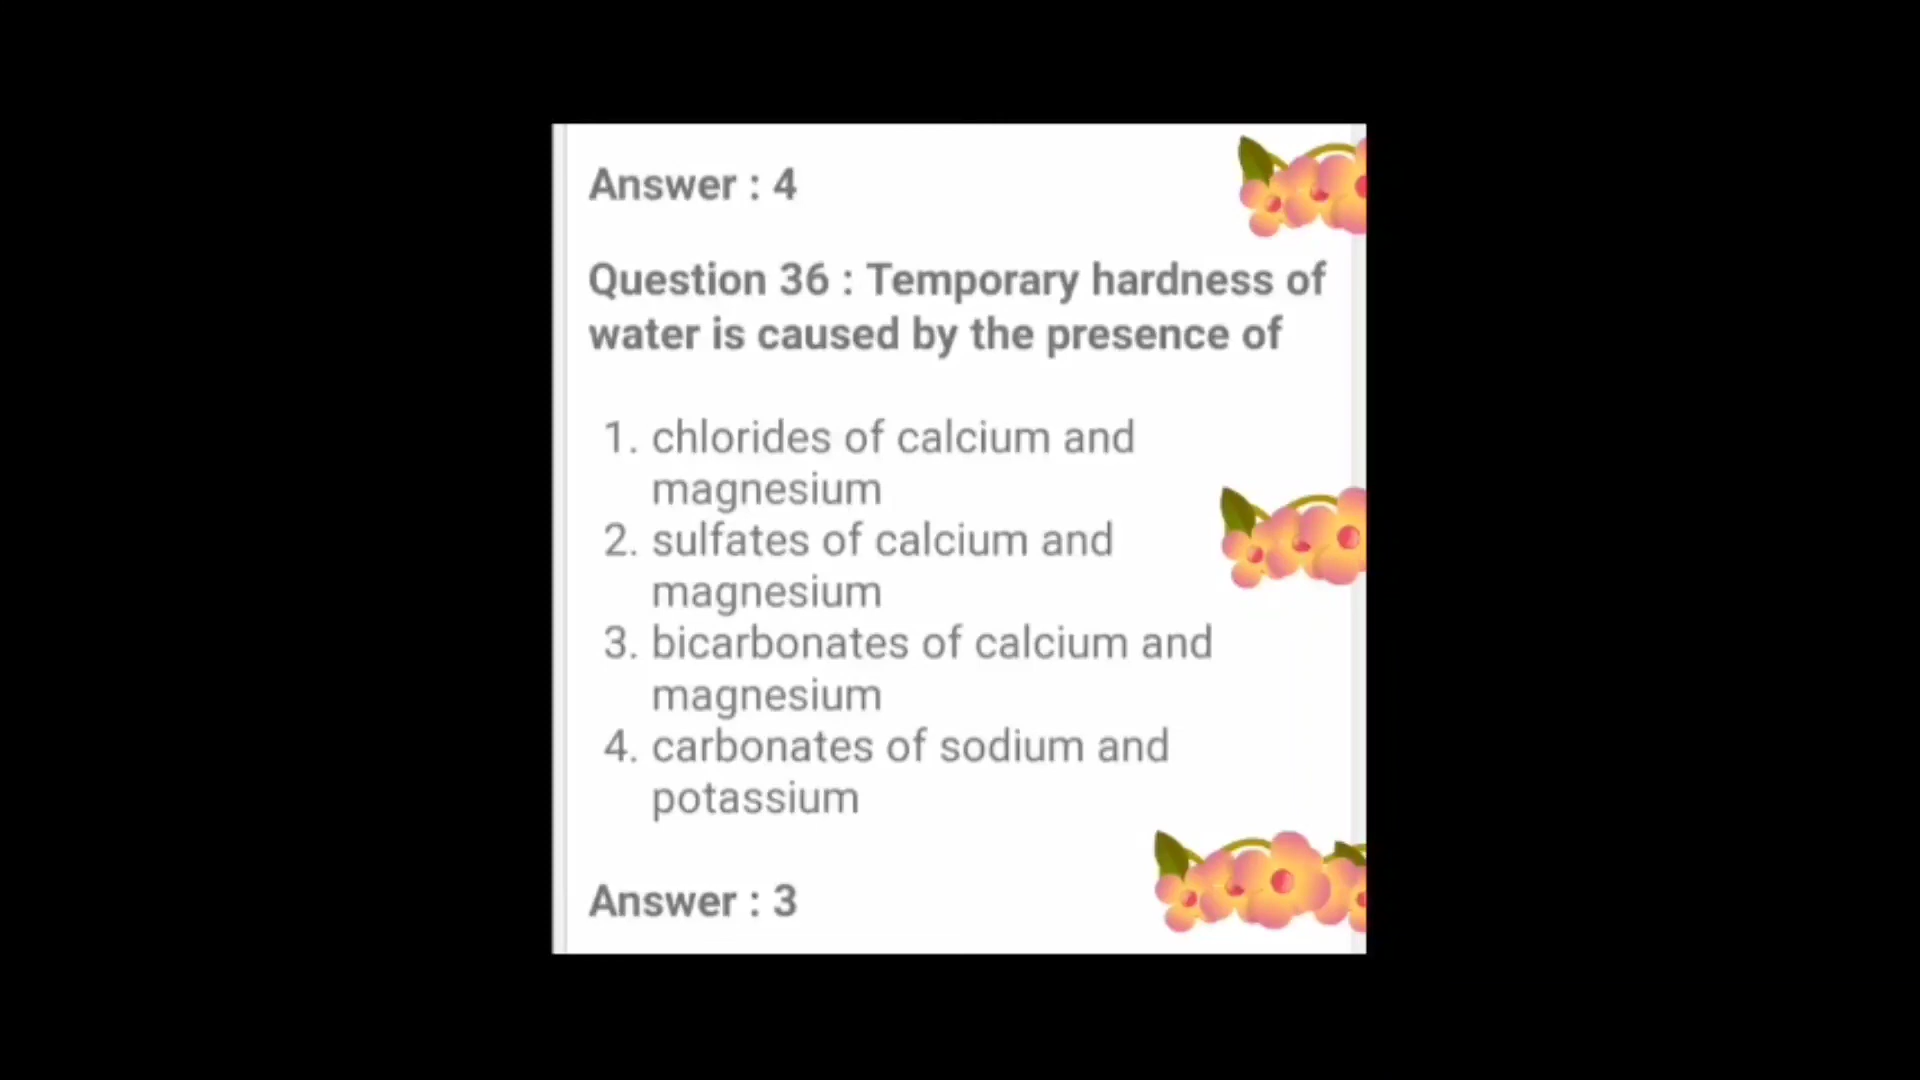 Answer : 4
Question 36 : Temporary hardness of
water is caused by the presence of
1. chlorides of calcium and
magnesium
2. sulfates of calcium and
magnesium
3. bicarbonates of calcium and
magnesium
4. carbonates of sodium and
potassium
Answer : 3